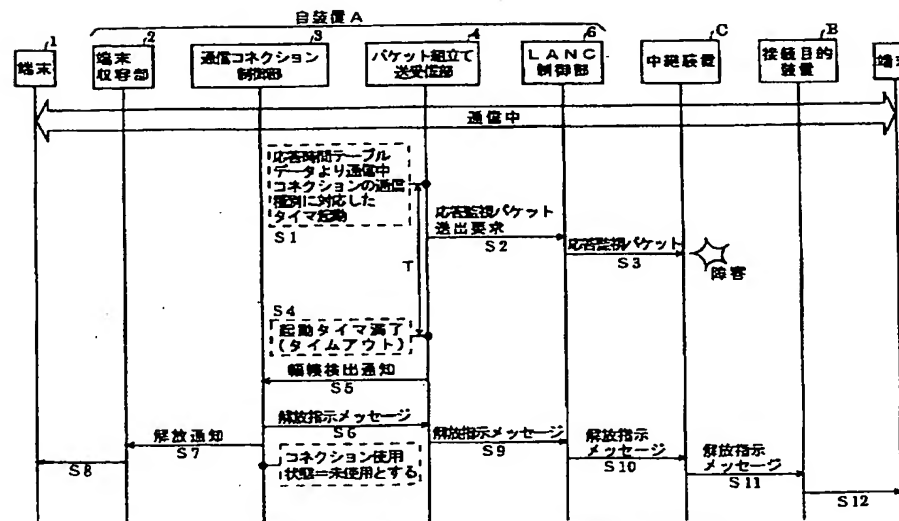 自装置A
1
2
3
4
6
C
B
端末
端末
収容部
通信コネクション
制御部
パケット組立て
送受信部
LANC
制御部
中継装置
接続目的
装置
端末
通信中
応答時間テーブル
データより通信中
コネクションの通信
種別に対応した
タイマ起動
S1
応答監視パケット
送出要求
S2
応答監視パケット
S3
障害
T
S4
起動タイマ満了
(タイムアウト)
輻輳検出通知
S5
解放指示メッセージ
S6
解放通知
S7
S8
コネクション使用
状態=未使用とする
解放指示メッセージ
S9
解放指示
メッセージ
S10
解放指示
メッセージ
S11
S12